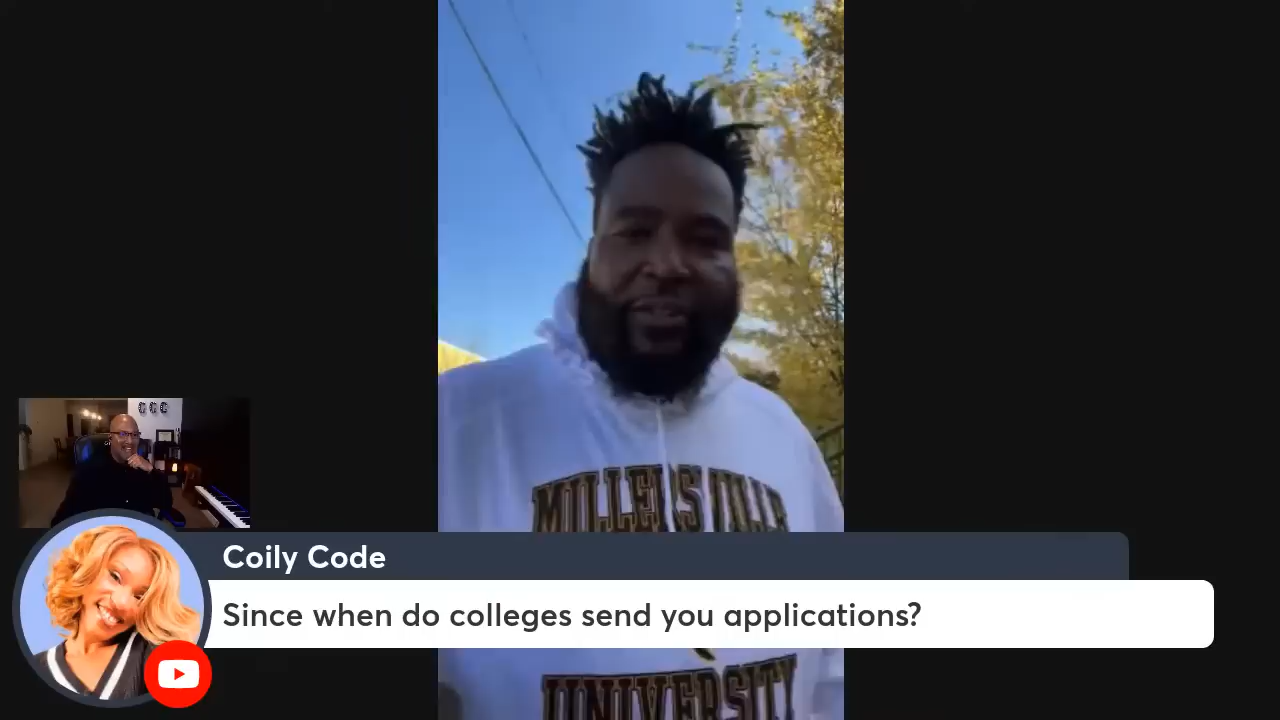 MILLERSVILLE
Coily Code
Since when do colleges send you applications?
UNIVERSITY